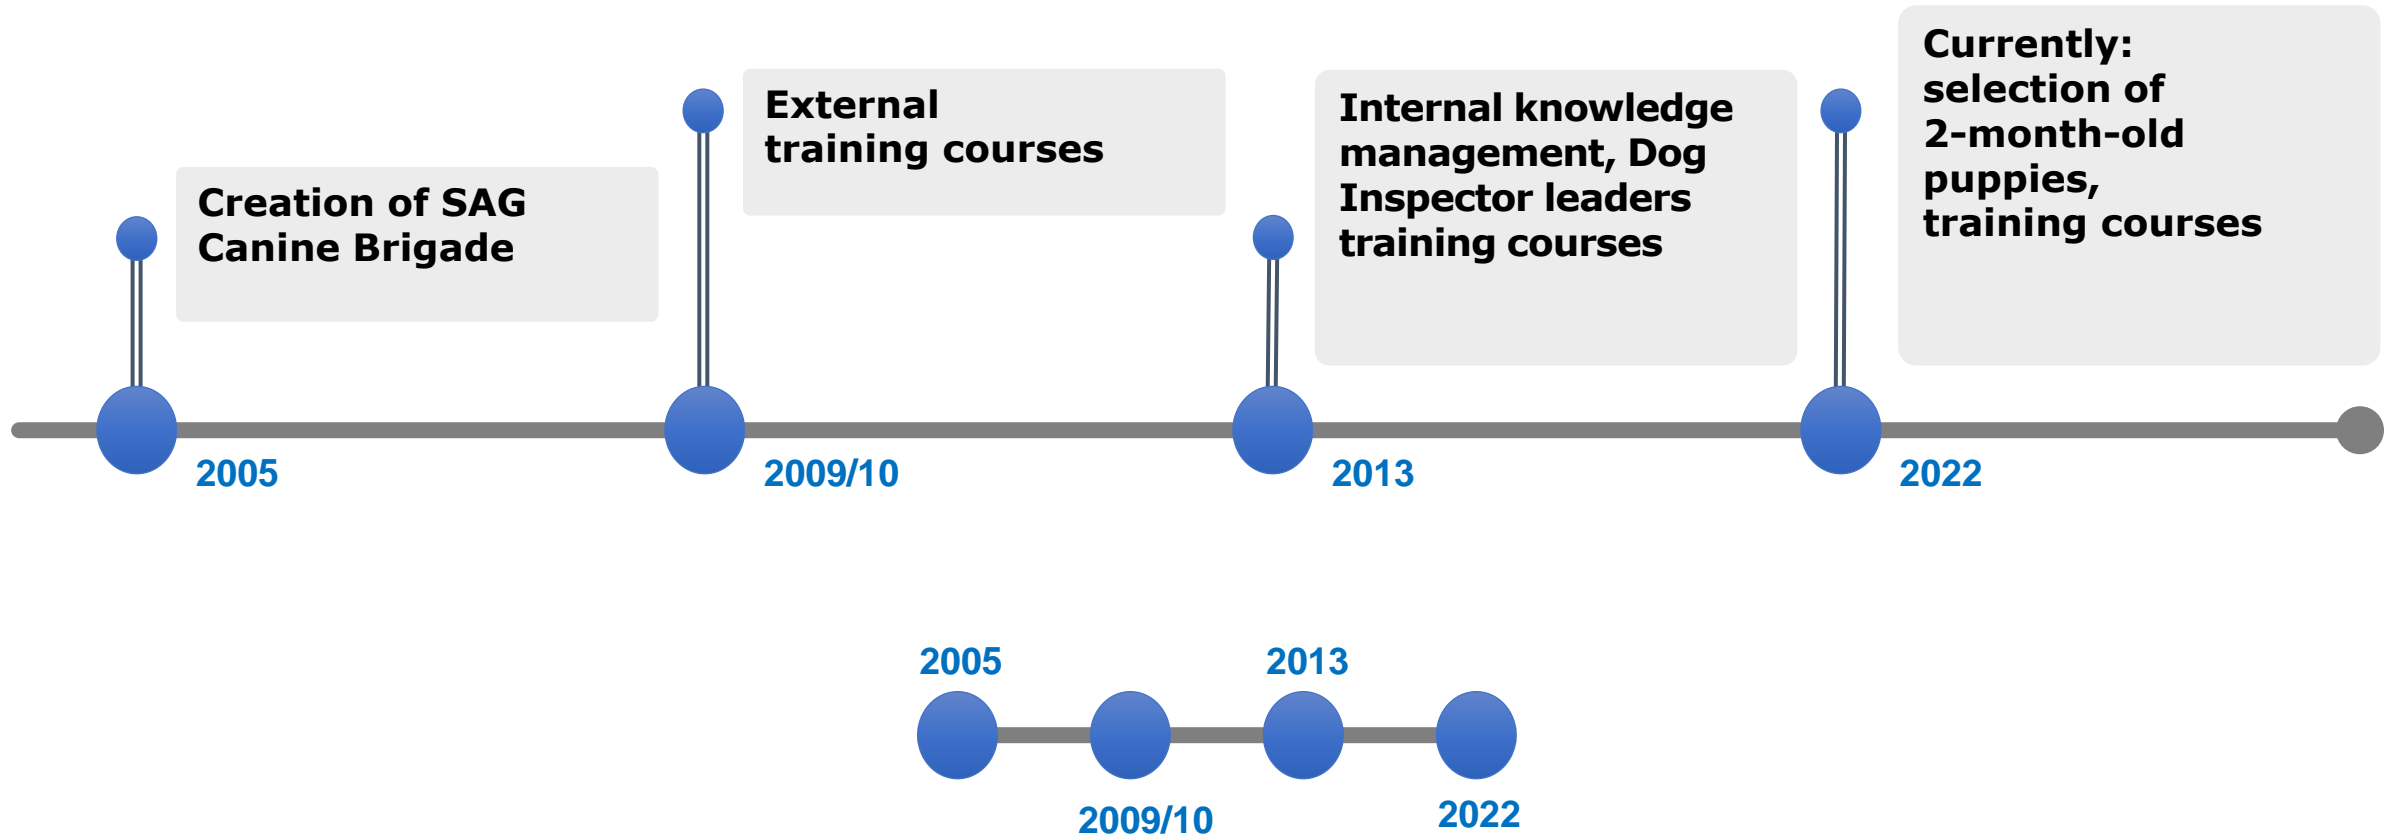 Creation of SAG
Canine Brigade
2005
External
training courses
2009/10
Internal knowledge
management, Dog
Inspector leaders
training courses
2013
Currently:
selection of
2-month-old
puppies,
training courses
2022
2005
2009/10
2013
2022